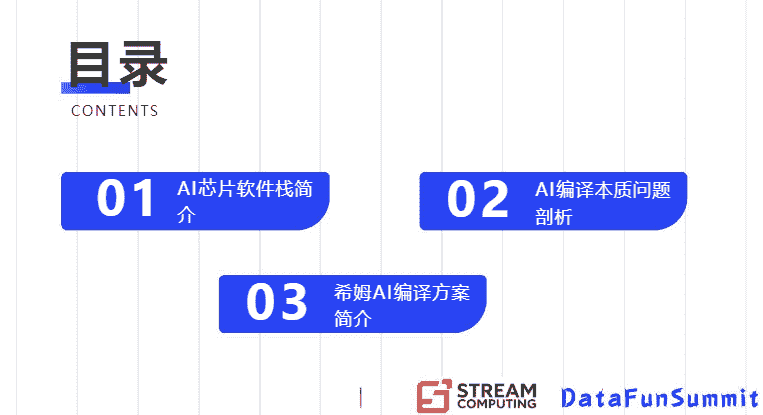 目录
CONTENTS
01
AI芯片软件栈简
介
02
AI编译本质问题
剖析
03
希姆AI编译方案
简介
STREAM
COMPUTING
DataFunSummit